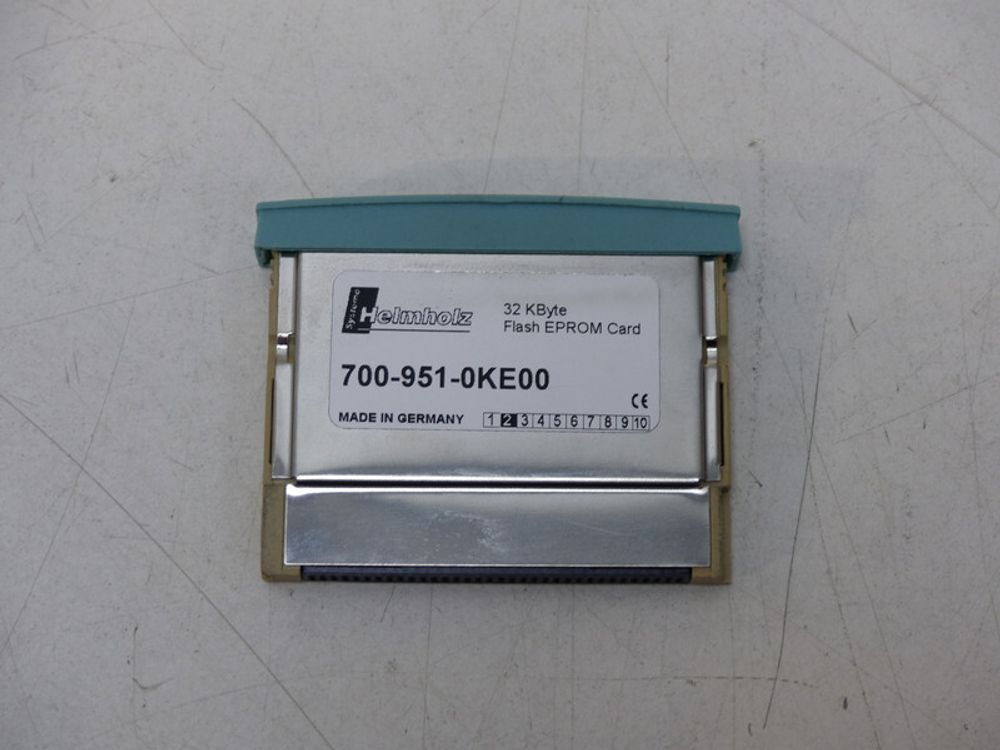 Systeme Helmholz
32 KByte
Flash EPROM Card
700-951-0KE00
CE
MADE IN GERMANY 1 2 3 4 5 6 7 8 9 10